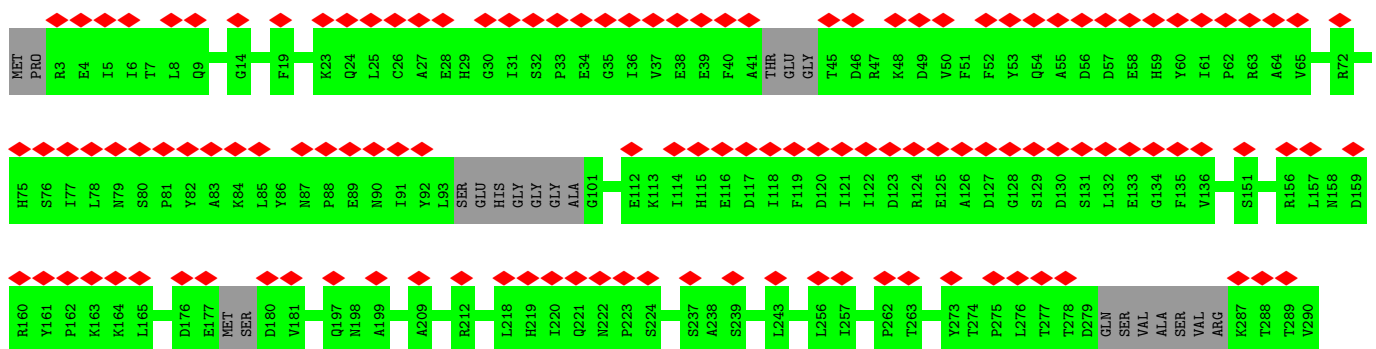 MET PRO R3 E4 I5 I6 T7 L8 Q9 G14 F19 K23 Q24 L25 C26 A27 E28 H29 G30 I31 S32 P33 E34 G35 I36 V37 E38 E39 F40 A41 THR GLU GLY T45 D46 R47 K48 D49 V50 F51 F52 Y53 Q54 A55 D56 D57 E58 H59 Y60 I61 P62 R63 A64 V65 R72
H75 S76 I77 L78 N79 S80 P81 Y82 A83 K84 L85 Y86 N87 P88 E89 N90 I91 Y92 L93 SER GLU HIS GLY GLY GLY ALA G101 E112 K113 I114 H115 E116 D117 I118 F119 D120 I121 I122 D123 R124 E125 A126 D127 G128 S129 D130 S131 L132 E133 G134 F135 V136 S151 R156 L157 N158 D159
R160 Y161 P162 K163 K164 L165 D176 E177 MET SER D180 V181 Q197 N198 A199 A209 R212 L218 H219 I220 Q221 N222 P223 S224 S237 A238 S239 L243 L256 I257 P262 T263 Y273 T274 P275 L276 T277 T278 D279 GLN SER VAL ALA SER VAL ARG K287 T288 T289 V290